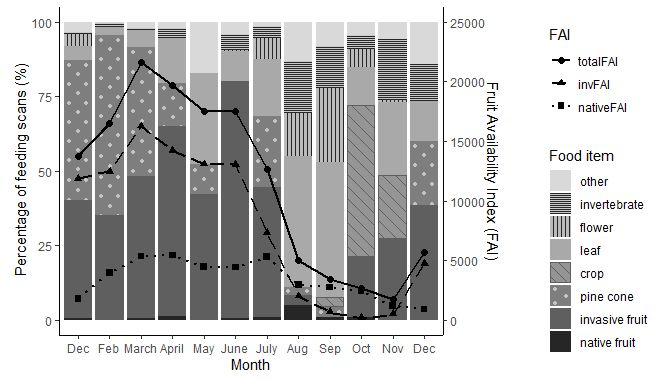 100
75
50
25
0
Percentage of feeding scans (%)
25000
20000
15000
10000
5000
0
Fruit Availability Index (FAI)
Dec Feb March April May June July Aug Sep Oct Nov Dec
Month
FAI
totalFAI
invFAI
nativeFAI
Food item
other
invertebrate
flower
leaf
crop
pine cone
invasive fruit
native fruit